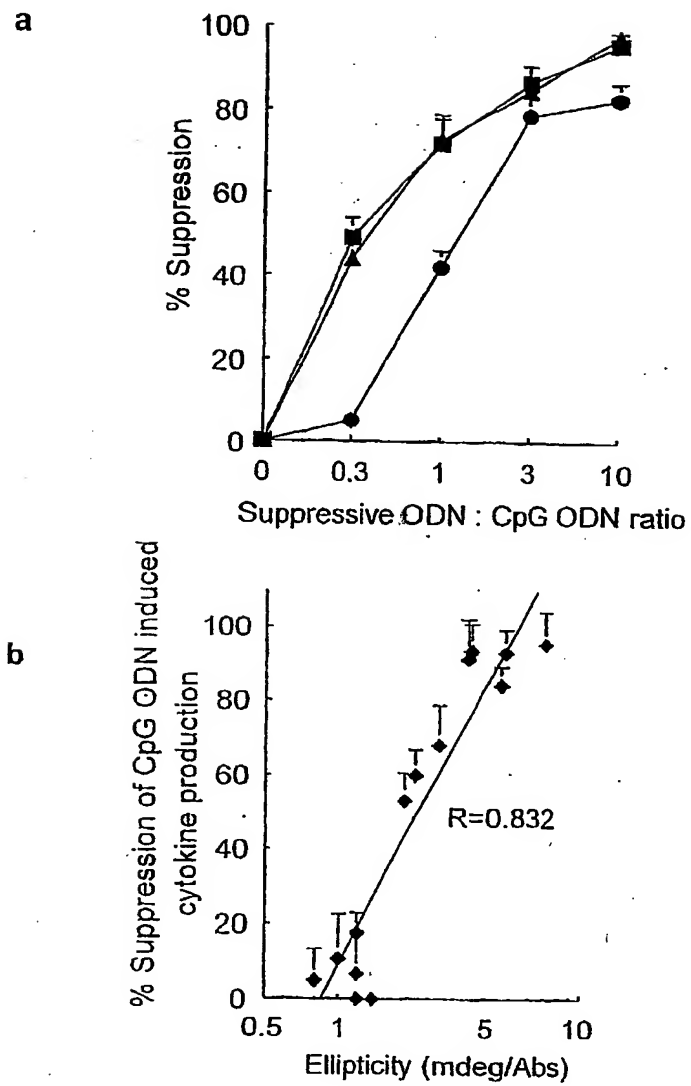 a
100
80
60
40
20
0
% Suppression
0 0.3 1 3 10
Suppressive ODN : CpG ODN ratio
b
% Suppression of CpG ODN induced
cytokine production
100
80
60
40
20
0
R=0.832
0.5 1 5 10
Ellipticity (mdeg/Abs)